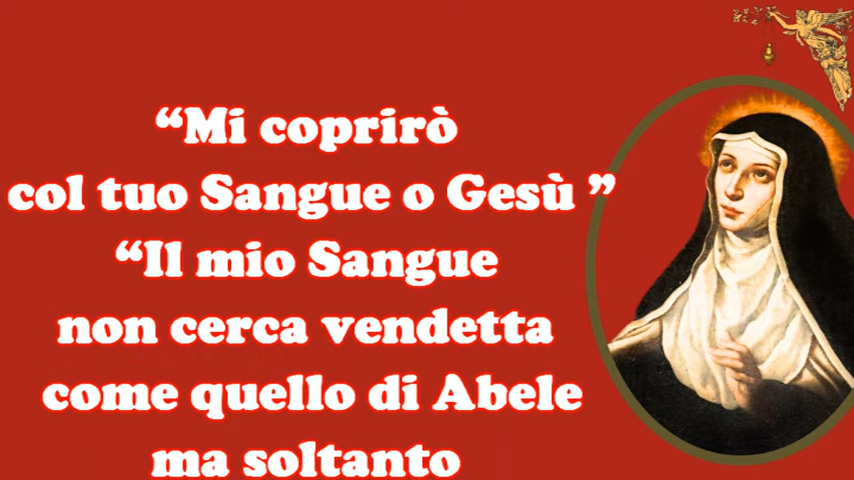 “Mi coprirò
col tuo Sangue o Gesù ”
“Il mio Sangue
non cerca vendetta
come quello di Abele
ma soltanto